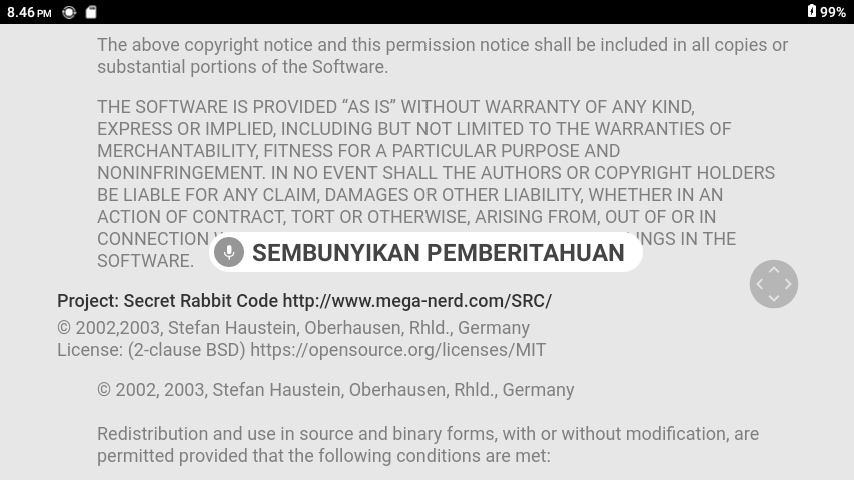 8.46 PM
99%
The above copyright notice and this permission notice shall be included in all copies or
substantial portions of the Software.
THE SOFTWARE IS PROVIDED “AS IS” WITHOUT WARRANTY OF ANY KIND,
EXPRESS OR IMPLIED, INCLUDING BUT NOT LIMITED TO THE WARRANTIES OF
MERCHANTABILITY, FITNESS FOR A PARTICULAR PURPOSE AND
NONINFRINGEMENT. IN NO EVENT SHALL THE AUTHORS OR COPYRIGHT HOLDERS
BE LIABLE FOR ANY CLAIM, DAMAGES OR OTHER LIABILITY, WHETHER IN AN
ACTION OF CONTRACT, TORT OR OTHERWISE, ARISING FROM, OUT OF OR IN
CONNECTION IN THE
SEMBUNYIKAN PEMBERITAHUAN
SOFTWARE.
Project: Secret Rabbit Code http://www.mega-nerd.com/SRC/
© 2002,2003, Stefan Haustein, Oberhausen, Rhld., Germany
License: (2-clause BSD) https://opensource.org/licenses/MIT
© 2002, 2003, Stefan Haustein, Oberhausen, Rhld., Germany
Redistribution and use in source and binary forms, with or without modification, are
permitted provided that the following conditions are met: